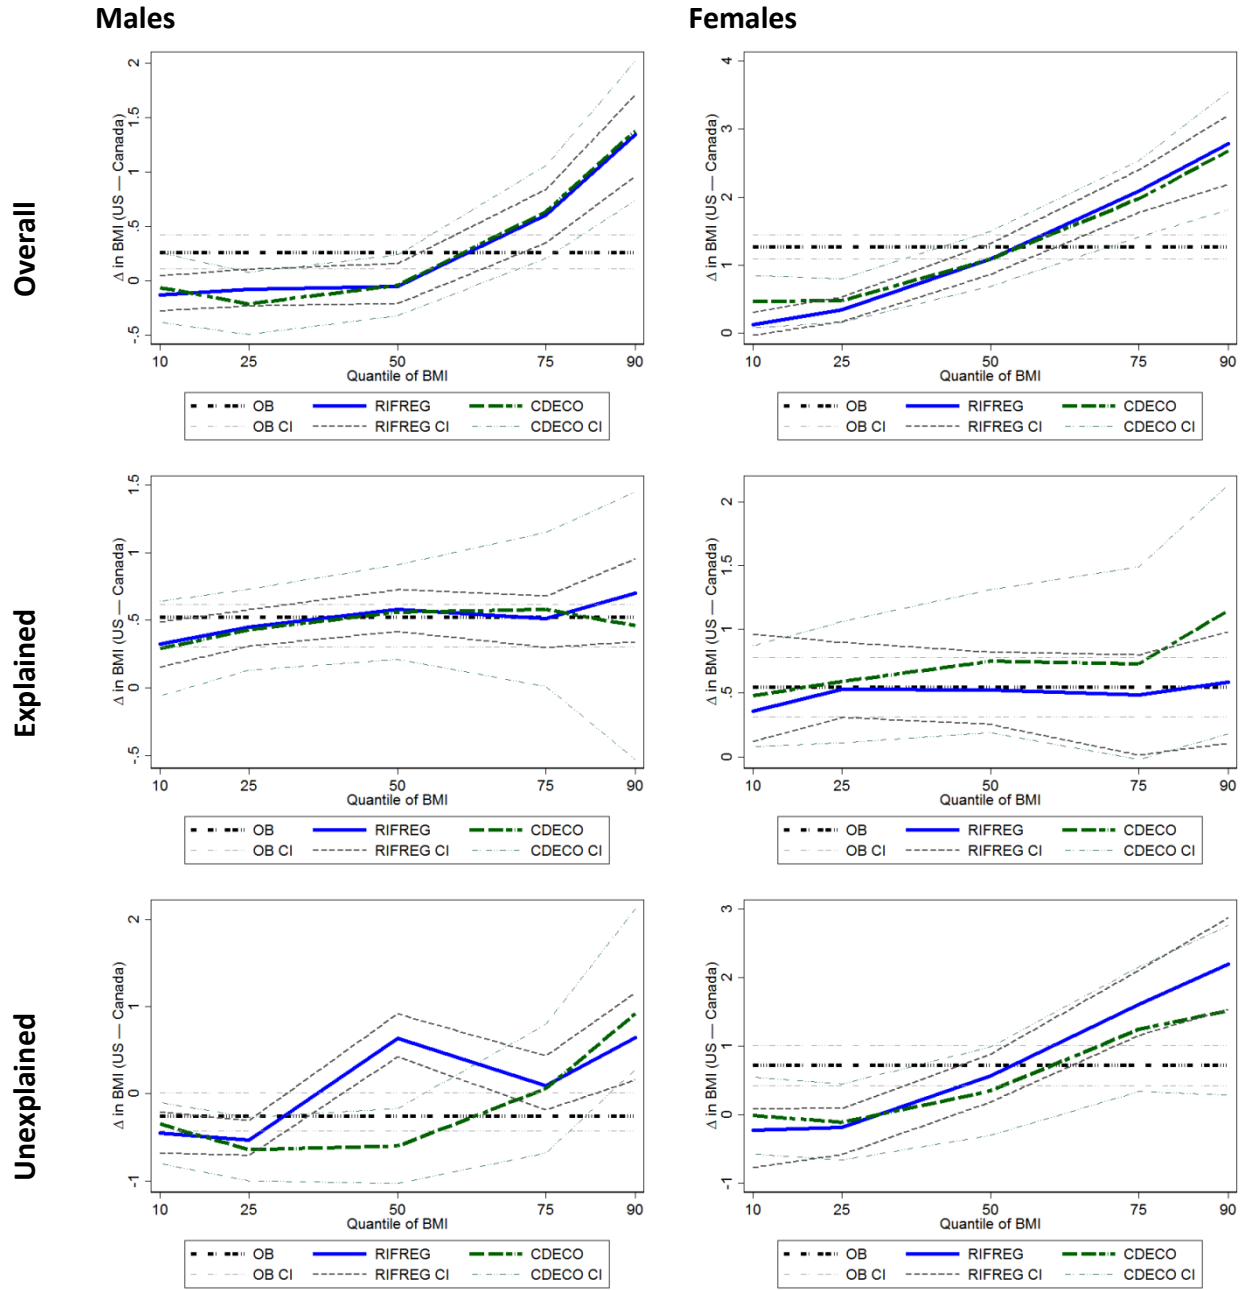 Males Females
Overall
Δ in BMI (US — Canada)
2
1.5
1
.5
0
-.5
10 25 50 75 90
Quantile of BMI
OB RIFREG CDECO
OB CI RIFREG CI CDECO CI
Δ in BMI (US — Canada)
4
3
2
1
0
10 25 50 75 90
Quantile of BMI
OB RIFREG CDECO
OB CI RIFREG CI CDECO CI
Explained
Δ in BMI (US — Canada)
1.5
1
.5
0
-.5
10 25 50 75 90
Quantile of BMI
OB RIFREG CDECO
OB CI RIFREG CI CDECO CI
Δ in BMI (US — Canada)
2
1.5
1
.5
0
10 25 50 75 90
Quantile of BMI
OB RIFREG CDECO
OB CI RIFREG CI CDECO CI
Unexplained
Δ in BMI (US — Canada)
2
1
0
-1
10 25 50 75 90
Quantile of BMI
OB RIFREG CDECO
OB CI RIFREG CI CDECO CI
Δ in BMI (US — Canada)
3
2
1
0
-1
10 25 50 75 90
Quantile of BMI
OB RIFREG CDECO
OB CI RIFREG CI CDECO CI